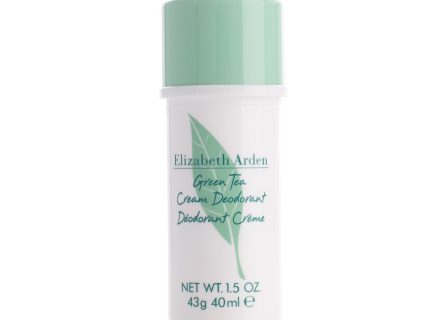 Elizabeth Arden
Green Tea
Cream Deodorant
Déodorant Crème
NET WT. 1.5 OZ.
43g 40ml ℮